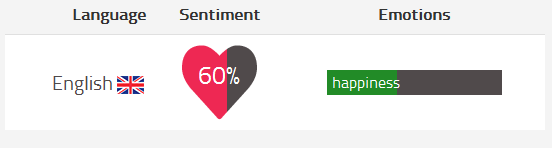 Language Sentiment Emotions
English 60% happiness